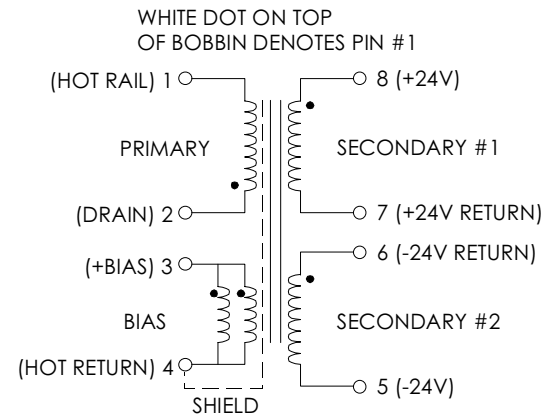 WHITE DOT ON TOP
OF BOBBIN DENOTES PIN #1
(HOT RAIL) 1
8 (+24V)
PRIMARY
SECONDARY #1
(DRAIN) 2
7 (+24V RETURN)
(+BIAS) 3
6 (-24V RETURN)
BIAS
SECONDARY #2
(HOT RETURN) 4
5 (-24V)
SHIELD